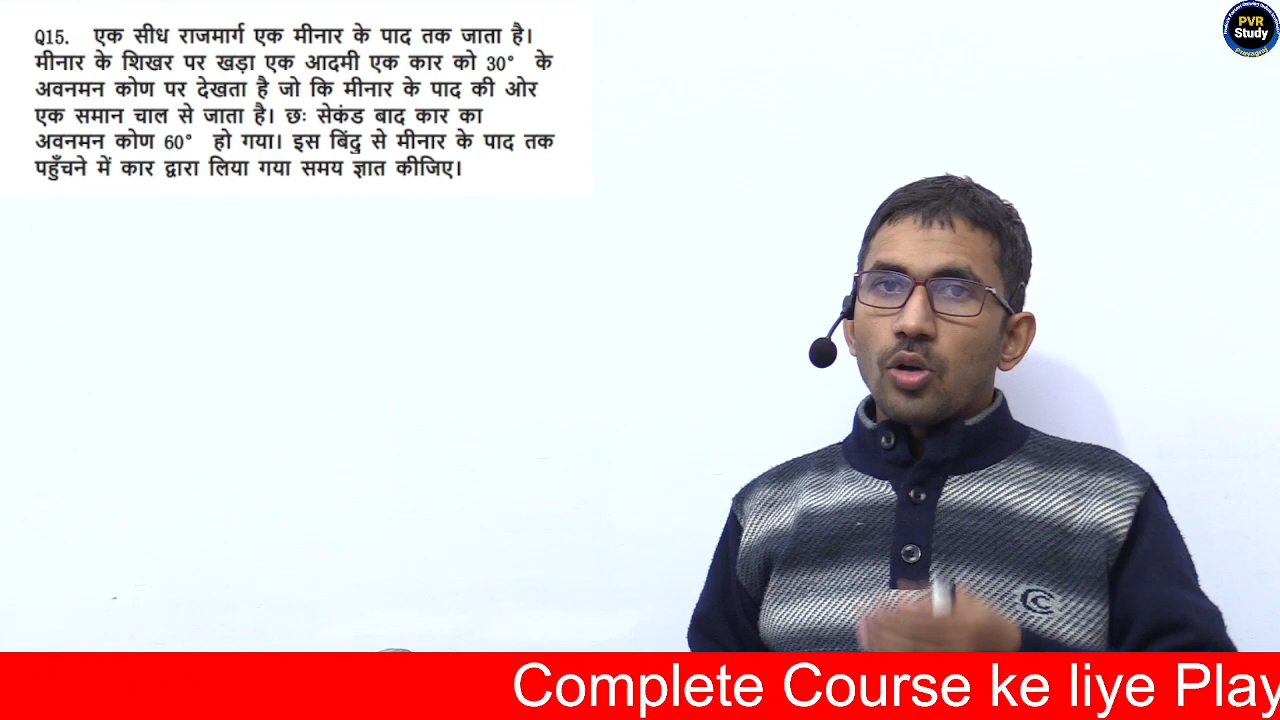 Q15. एक सीध राजमार्ग एक मीनार के पाद तक जाता है।
मीनार के शिखर पर खड़ा एक आदमी एक कार को 30° के
अवनमन कोण पर देखता है जो कि मीनार के पाद की ओर
एक समान चाल से जाता है। छः सेकंड बाद कार का
अवनमन कोण 60° हो गया। इस बिंदु से मीनार के पाद तक
पहुँचने में कार द्वारा लिया गया समय ज्ञात कीजिए।
PVR
Study
Prayagraj
Complete Course ke liye Play